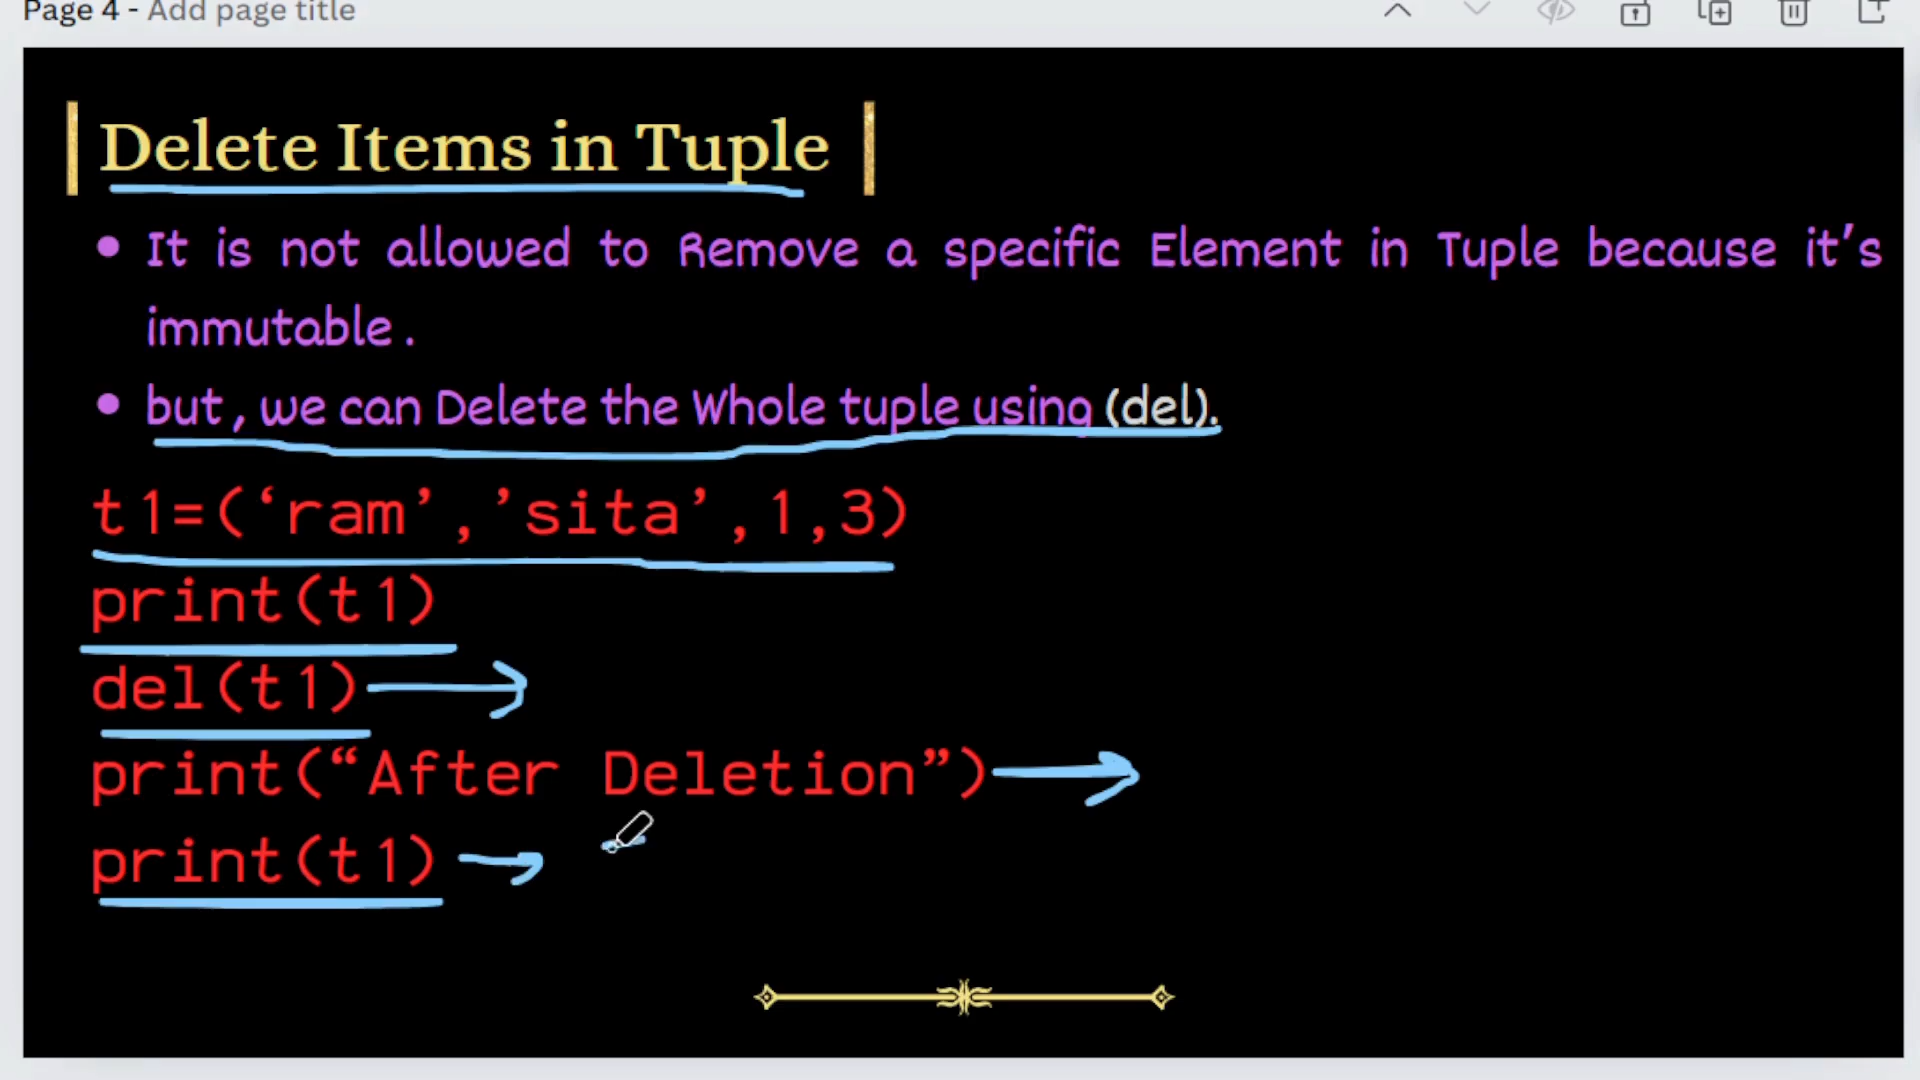 Page 4 - Add page title
Delete Items in Tuple
• It is not allowed to Remove a specific Element in Tuple because it's
immutable.
• but, we can Delete the Whole tuple using (del).
t1=(‘ram’,’sita’,1,3)
print(t1)
del(t1)
print(“After Deletion”)
print(t1)